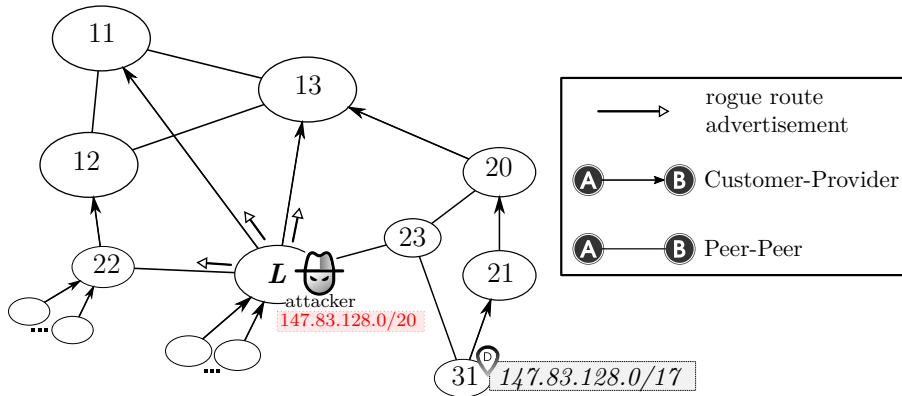 11
13
12
20
23
22
L
21
attacker
147.83.128.0/20
...
...
31
D
147.83.128.0/17
rogue route
advertisement
A B Customer-Provider
A B Peer-Peer